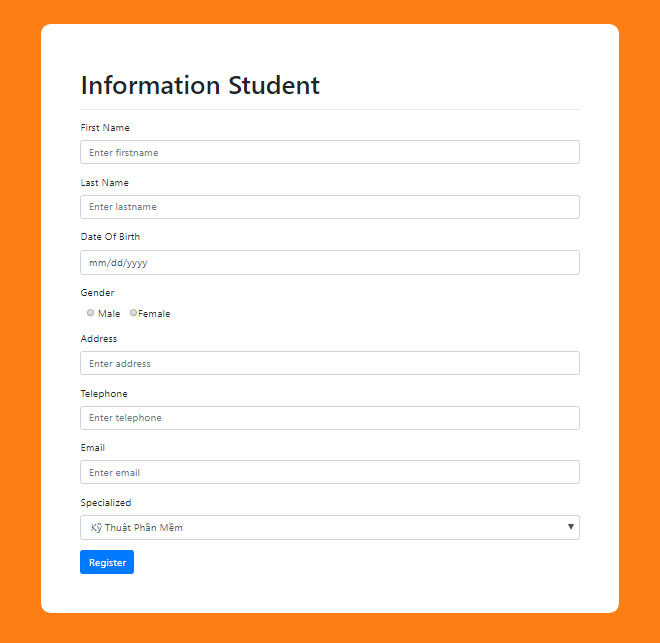 Information Student
First Name
Enter firstname
Last Name
Enter lastname
Date Of Birth
mm/dd/yyyy
Gender
Male Female
Address
Enter address
Telephone
Enter telephone
Email
Enter email
Specialized
Kỹ Thuật Phần Mềm
Register